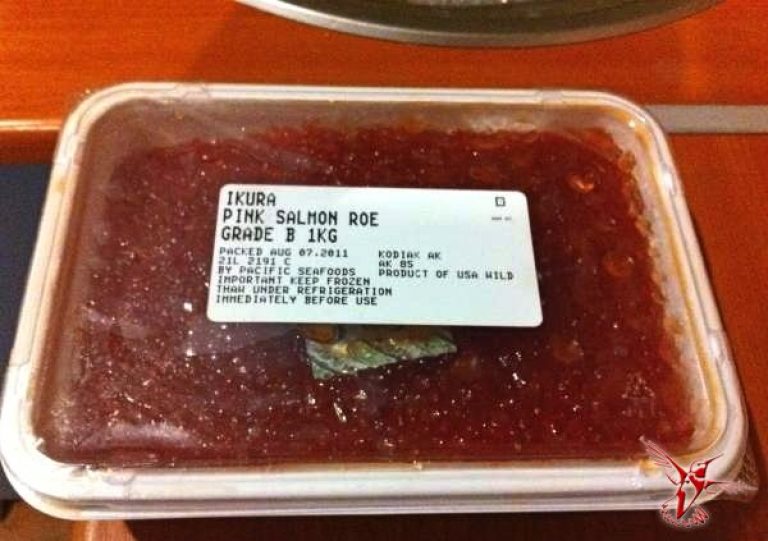 IKURA
PINK SALMON ROE
GRADE B 1KG
PACKED AUG 07.2011
21L 2191 C
BY PACIFIC SEAFOODS
IMPORTANT KEEP FROZEN
THAW UNDER REFRIGERATION
IMMEDIATELY BEFORE USE
KODIAK AK
AK 85
PRODUCT OF USA WILD
D